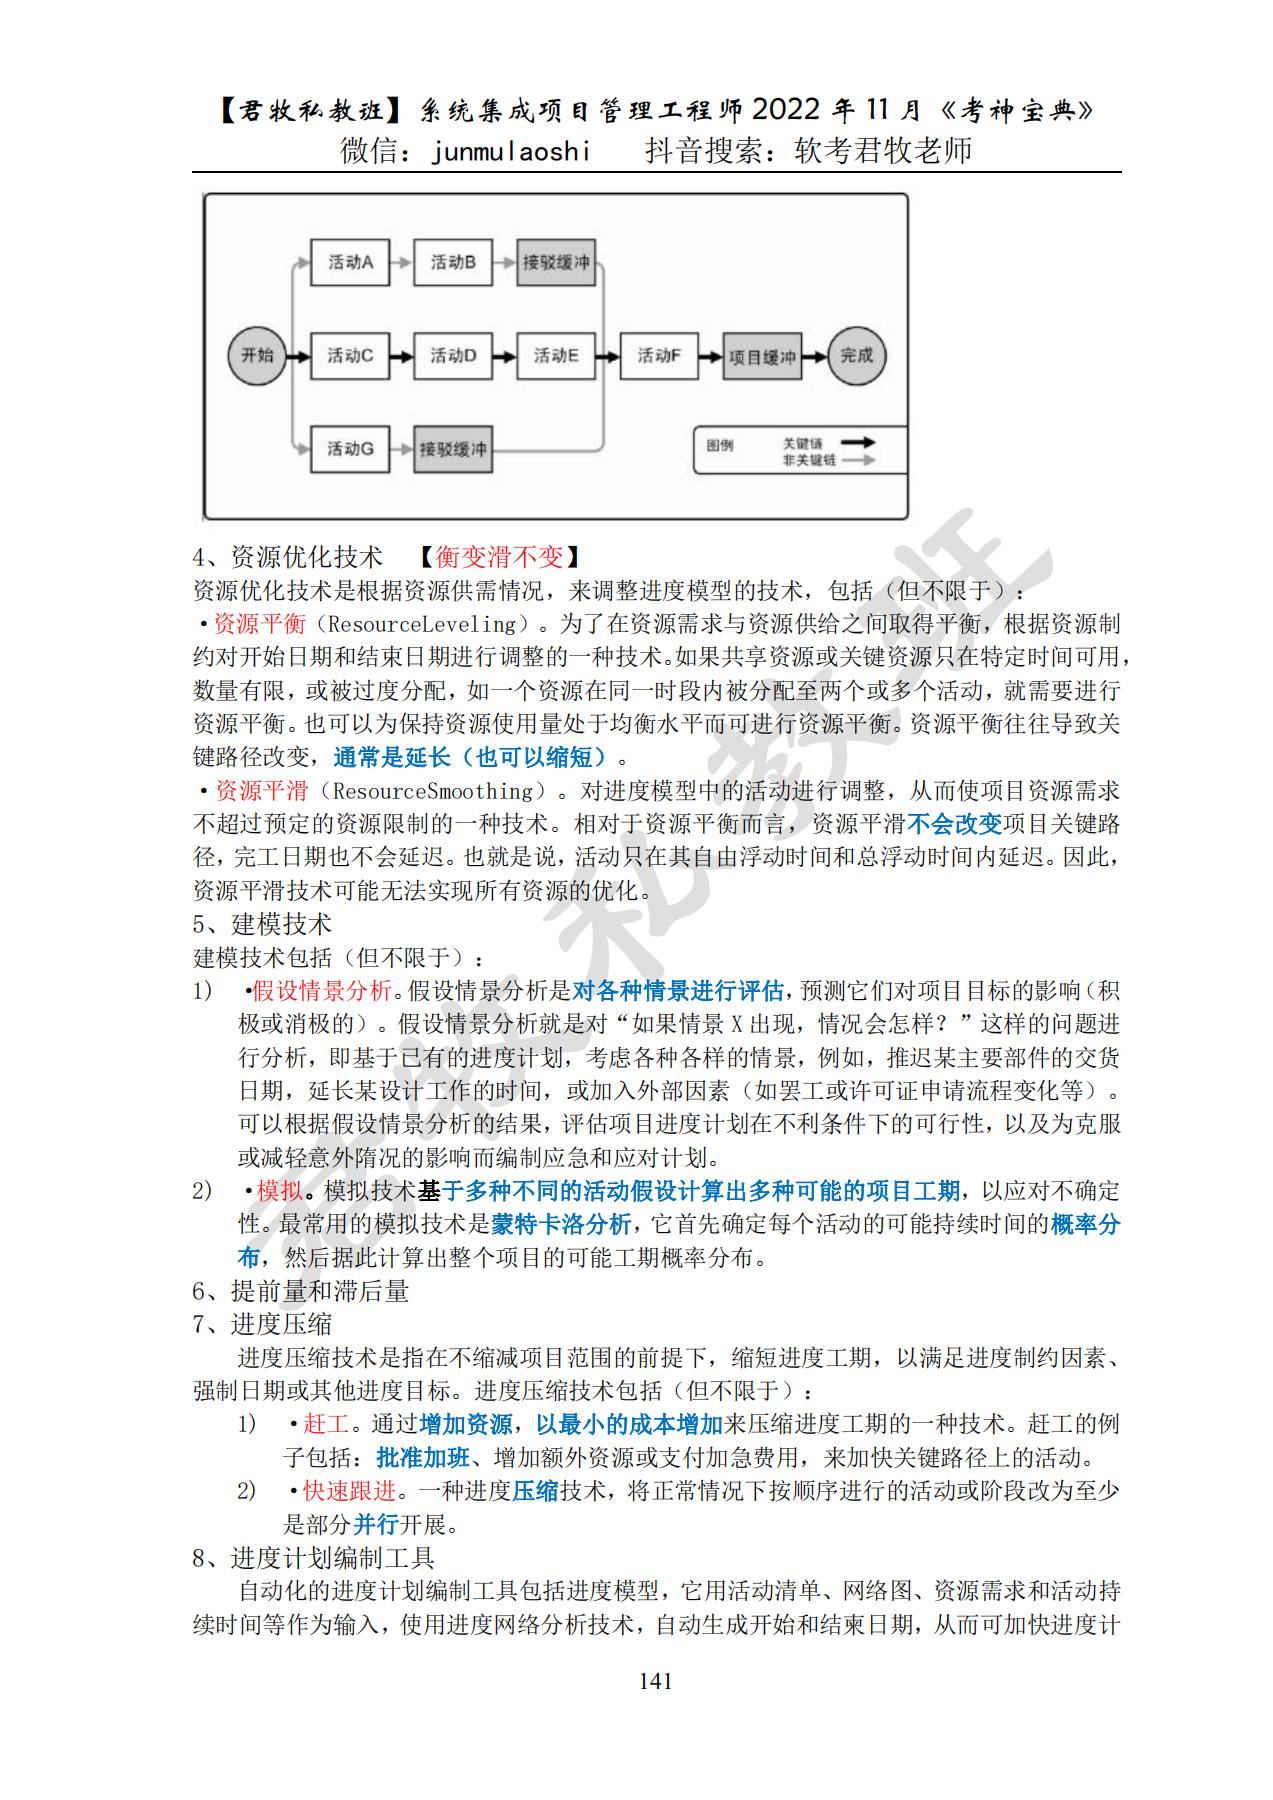 【君牧私教班】系统集成项目管理工程师 2022 年 11 月《考神宝典》
微信：junmulaoshi 抖音搜索：软考君牧老师
活动A 活动B 接驳缓冲
开始 活动C 活动D 活动E 活动F 项目缓冲 完成
活动G 接驳缓冲
图例 关键链
非关键链
4、资源优化技术 【衡变滑不变】
资源优化技术是根据资源供需情况，来调整进度模型的技术，包括（但不限于）：
·资源平衡（ResourceLeveling）。为了在资源需求与资源供给之间取得平衡，根据资源制
约对开始日期和结束日期进行调整的一种技术。如果共享资源或关键资源只在特定时间可用，
数量有限，或被过度分配，如一个资源在同一时段内被分配至两个或多个活动，就需要进行
资源平衡。也可以为保持资源使用量处于均衡水平而可进行资源平衡。资源平衡往往导致关
键路径改变，通常是延长（也可以缩短）。
·资源平滑（ResourceSmoothing）。对进度模型中的活动进行调整，从而使项目资源需求
不超过预定的资源限制的一种技术。相对于资源平衡而言，资源平滑不会改变项目关键路
径，完工日期也不会延迟。也就是说，活动只在其自由浮动时间和总浮动时间内延迟。因此，
资源平滑技术可能无法实现所有资源的优化。
5、建模技术
建模技术包括（但不限于）：
1) ·假设情景分析。假设情景分析是对各种情景进行评估，预测它们对项目目标的影响（积
极或消极的）。假设情景分析就是对“如果情景 X 出现，情况会怎样？”这样的问题进
行分析，即基于已有的进度计划，考虑各种各样的情景，例如，推迟某主要部件的交货
日期，延长某设计工作的时间，或加入外部因素（如罢工或许可证申请流程变化等）。
可以根据假设情景分析的结果，评估项目进度计划在不利条件下的可行性，以及为克服
或减轻意外隋况的影响而编制应急和应对计划。
2) ·模拟。模拟技术基于多种不同的活动假设计算出多种可能的项目工期，以应对不确定
性。最常用的模拟技术是蒙特卡洛分析，它首先确定每个活动的可能持续时间的概率分
布，然后据此计算出整个项目的可能工期概率分布。
6、提前量和滞后量
7、进度压缩
进度压缩技术是指在不缩减项目范围的前提下，缩短进度工期，以满足进度制约因素、
强制日期或其他进度目标。进度压缩技术包括（但不限于）：
1) ·赶工。通过增加资源，以最小的成本增加来压缩进度工期的一种技术。赶工的例
子包括：批准加班、增加额外资源或支付加急费用，来加快关键路径上的活动。
2) ·快速跟进。一种进度压缩技术，将正常情况下按顺序进行的活动或阶段改为至少
是部分并行开展。
8、进度计划编制工具
自动化的进度计划编制工具包括进度模型，它用活动清单、网络图、资源需求和活动持
续时间等作为输入，使用进度网络分析技术，自动生成开始和结束日期，从而可加快进度计
141
君牧私教班